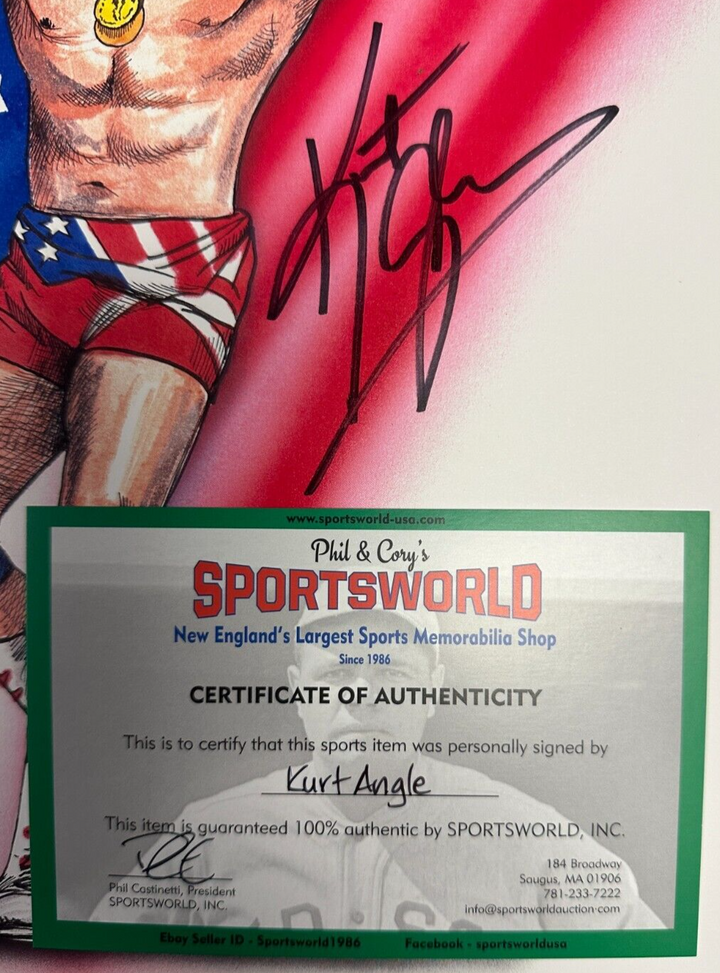 Kurt Angle
www.sportsworld-usa.com
Phil & Cory's
SPORTSWORLD
New England's Largest Sports Memorabilia Shop
Since 1986
CERTIFICATE OF AUTHENTICITY
This is to certify that this sports item was personally signed by
Kurt Angle
This item is guaranteed 100% authentic by SPORTSWORLD, INC.
Phil Castinetti, President
SPORTSWORLD, INC.
184 Broadway
Saugus, MA 01906
781-233-7222
info@sportsworldauction.com
Ebay Seller ID - Sportsworld1986
Facebook - sportsworldusa